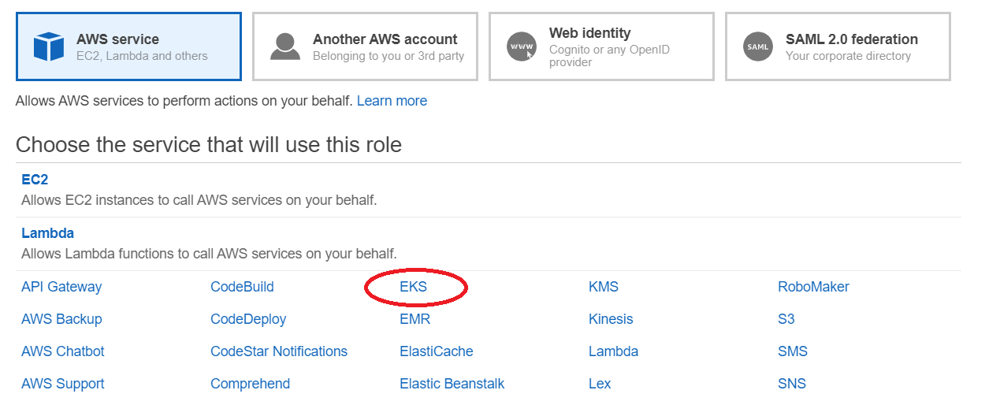 AWS service
EC2, Lambda and others
Another AWS account
Belonging to you or 3rd party
www
Web identity
Cognito or any OpenID
provider
SAML
SAML 2.0 federation
Your corporate directory
Allows AWS services to perform actions on your behalf. Learn more
Choose the service that will use this role
EC2
Allows EC2 instances to call AWS services on your behalf.
Lambda
Allows Lambda functions to call AWS services on your behalf.
API Gateway CodeBuild EKS KMS RoboMaker
AWS Backup CodeDeploy EMR Kinesis S3
AWS Chatbot CodeStar Notifications ElastiCache Lambda SMS
AWS Support Comprehend Elastic Beanstalk Lex SNS